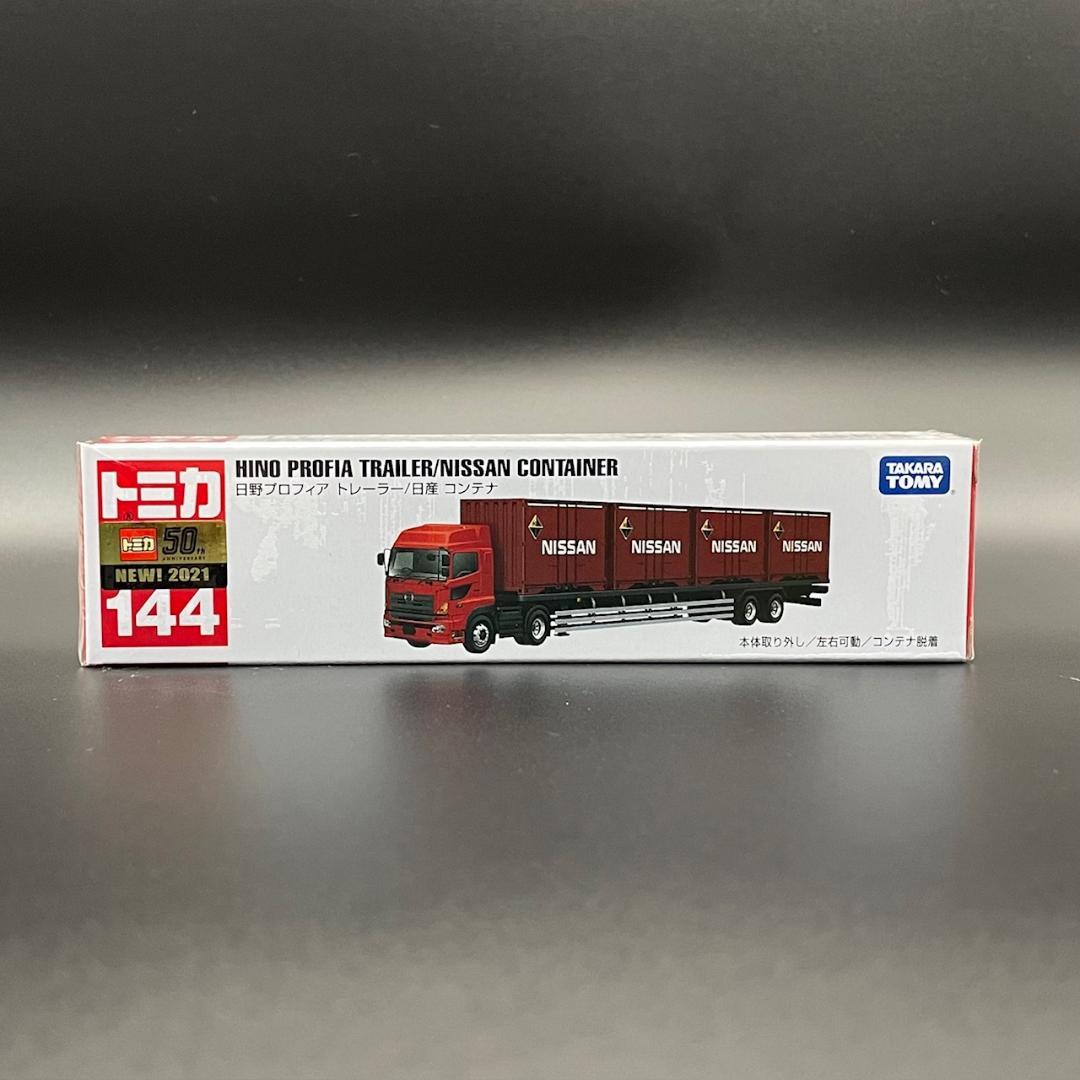 トミカ
トミカ 50th
ANNIVERSARY
NEW! 2021
144
HINO PROFIA TRAILER/NISSAN CONTAINER
日野プロフィア トレーラー/日産 コンテナ
NISSAN NISSAN NISSAN NISSAN
本体取り外し/左右可動/コンテナ脱着
TAKARA
TOMY